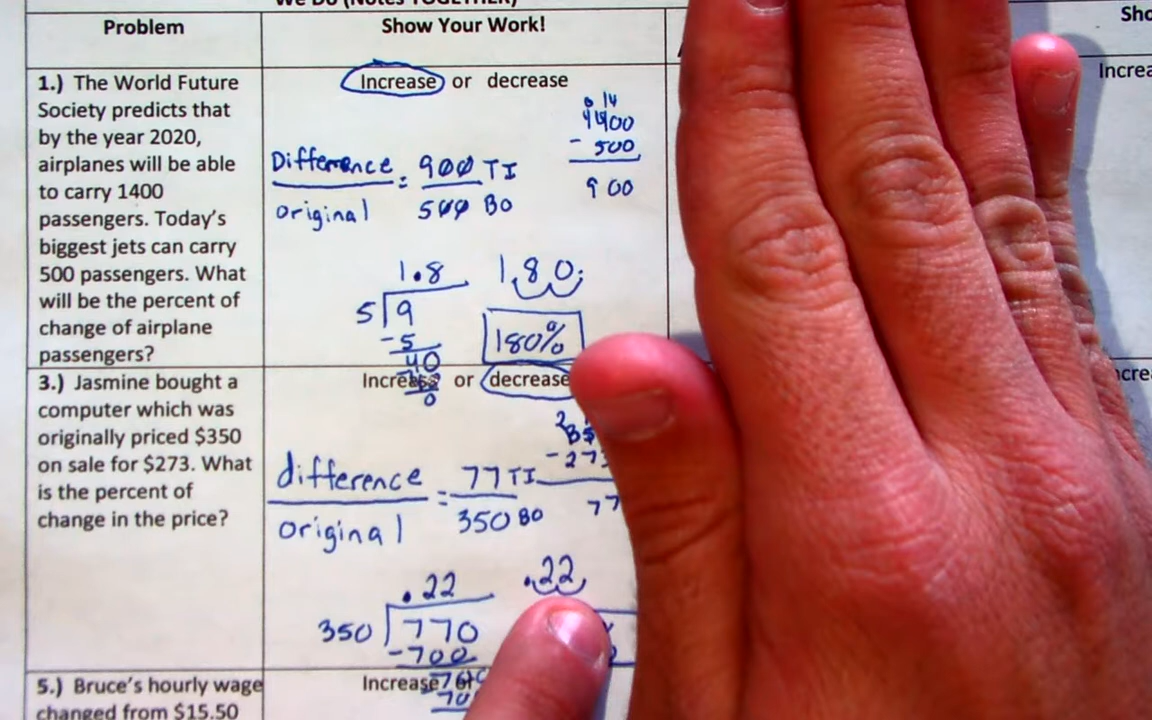 We Do (Notes TOGETHER)
Problem
Show Your Work!
1.) The World Future
Society predicts that
by the year 2020,
airplanes will be able
to carry 1400
passengers. Today's
biggest jets can carry
500 passengers. What
will be the percent of
change of airplane
passengers?
Increase or decrease
0 14
1400
- 500
900
Difference = 900 TI
original 500 BO
1.8
5 9
-5
40
0
1.80.
180%
3.) Jasmine bought a
computer which was
originally priced $350
on sale for $273. What
is the percent of
change in the price?
Increase or decrease
difference = 77 TI
original 350 BO
77
.22
350 770
-700
.22
5.) Bruce's hourly wage
changed from $15.50
Increase or